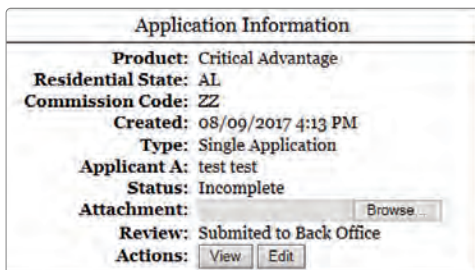 Application Information
Product: Critical Advantage
Residential State: AL
Commission Code: ZZ
Created: 08/09/2017 4:13 PM
Type: Single Application
Applicant A: test test
Status: Incomplete
Attachment: Browse...
Review: Submited to Back Office
Actions: View Edit